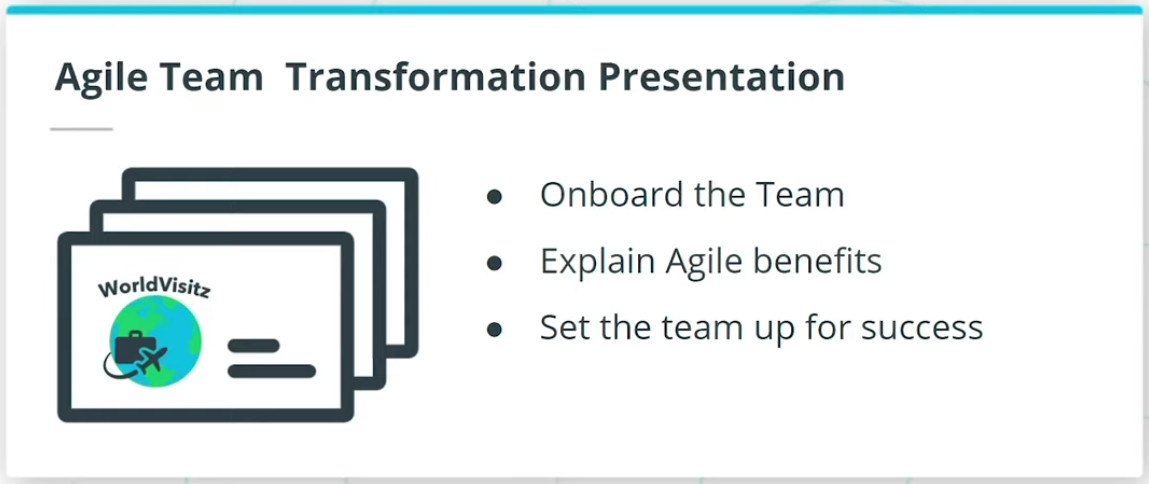 Agile Team  Transformation Presentation
WorldVisitz
● Onboard the Team
● Explain Agile benefits
● Set the team up for success